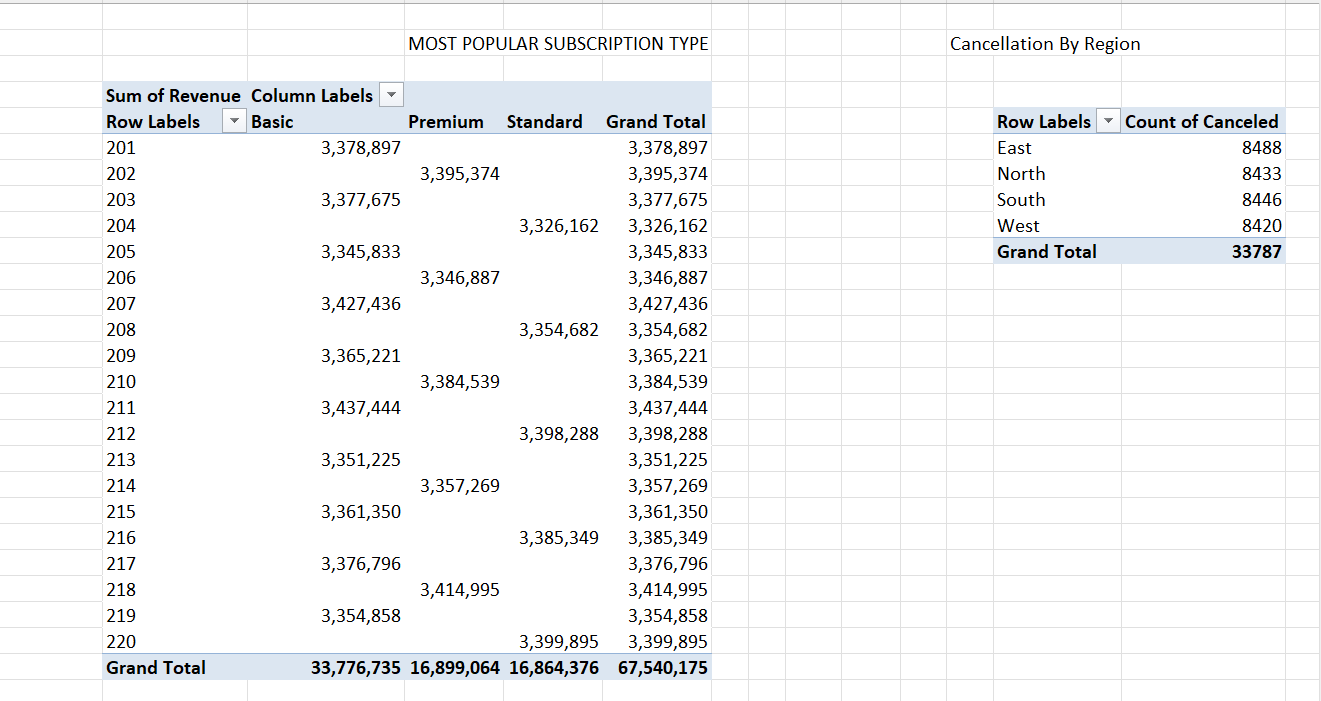 MOST POPULAR SUBSCRIPTION TYPE Cancellation By Region
Sum of Revenue Column Labels
Row Labels Basic Premium Standard Grand Total Row Labels Count of Canceled
201 3,378,897 3,378,897 East 8488
202 3,395,374 3,395,374 North 8433
203 3,377,675 3,377,675 South 8446
204 3,326,162 3,326,162 West 8420
205 3,345,833 3,345,833 Grand Total 33787
206 3,346,887 3,346,887
207 3,427,436 3,427,436
208 3,354,682 3,354,682
209 3,365,221 3,365,221
210 3,384,539 3,384,539
211 3,437,444 3,437,444
212 3,398,288 3,398,288
213 3,351,225 3,351,225
214 3,357,269 3,357,269
215 3,361,350 3,361,350
216 3,385,349 3,385,349
217 3,376,796 3,376,796
218 3,414,995 3,414,995
219 3,354,858 3,354,858
220 3,399,895 3,399,895
Grand Total 33,776,735 16,899,064 16,864,376 67,540,175